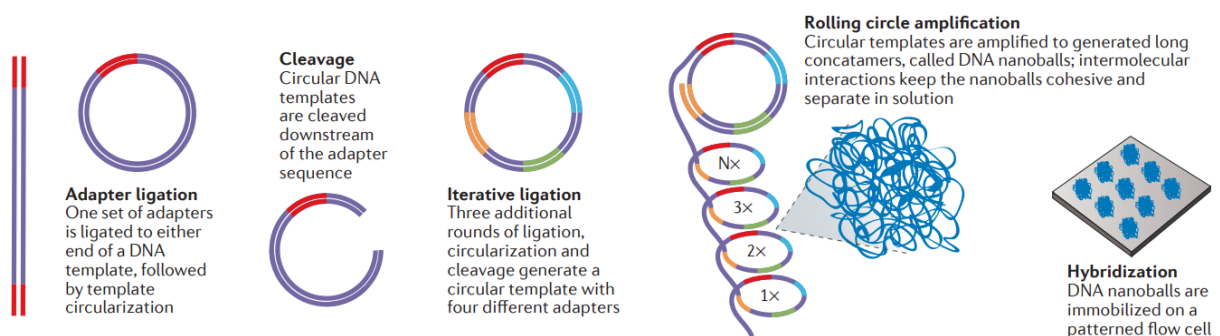 Adapter ligation
One set of adapters
is ligated to either
end of a DNA
template, followed
by template
circularization
Cleavage
Circular DNA
templates
are cleaved
downstream
of the adapter
sequence
Iterative ligation
Three additional
rounds of ligation,
circularization and
cleavage generate a
circular template with
four different adapters
Rolling circle amplification
Circular templates are amplified to generated long
concatamers, called DNA nanoballs; intermolecular
interactions keep the nanoballs cohesive and
separate in solution
N×
3×
2×
1×
Hybridization
DNA nanoballs are
immobilized on a
patterned flow cell